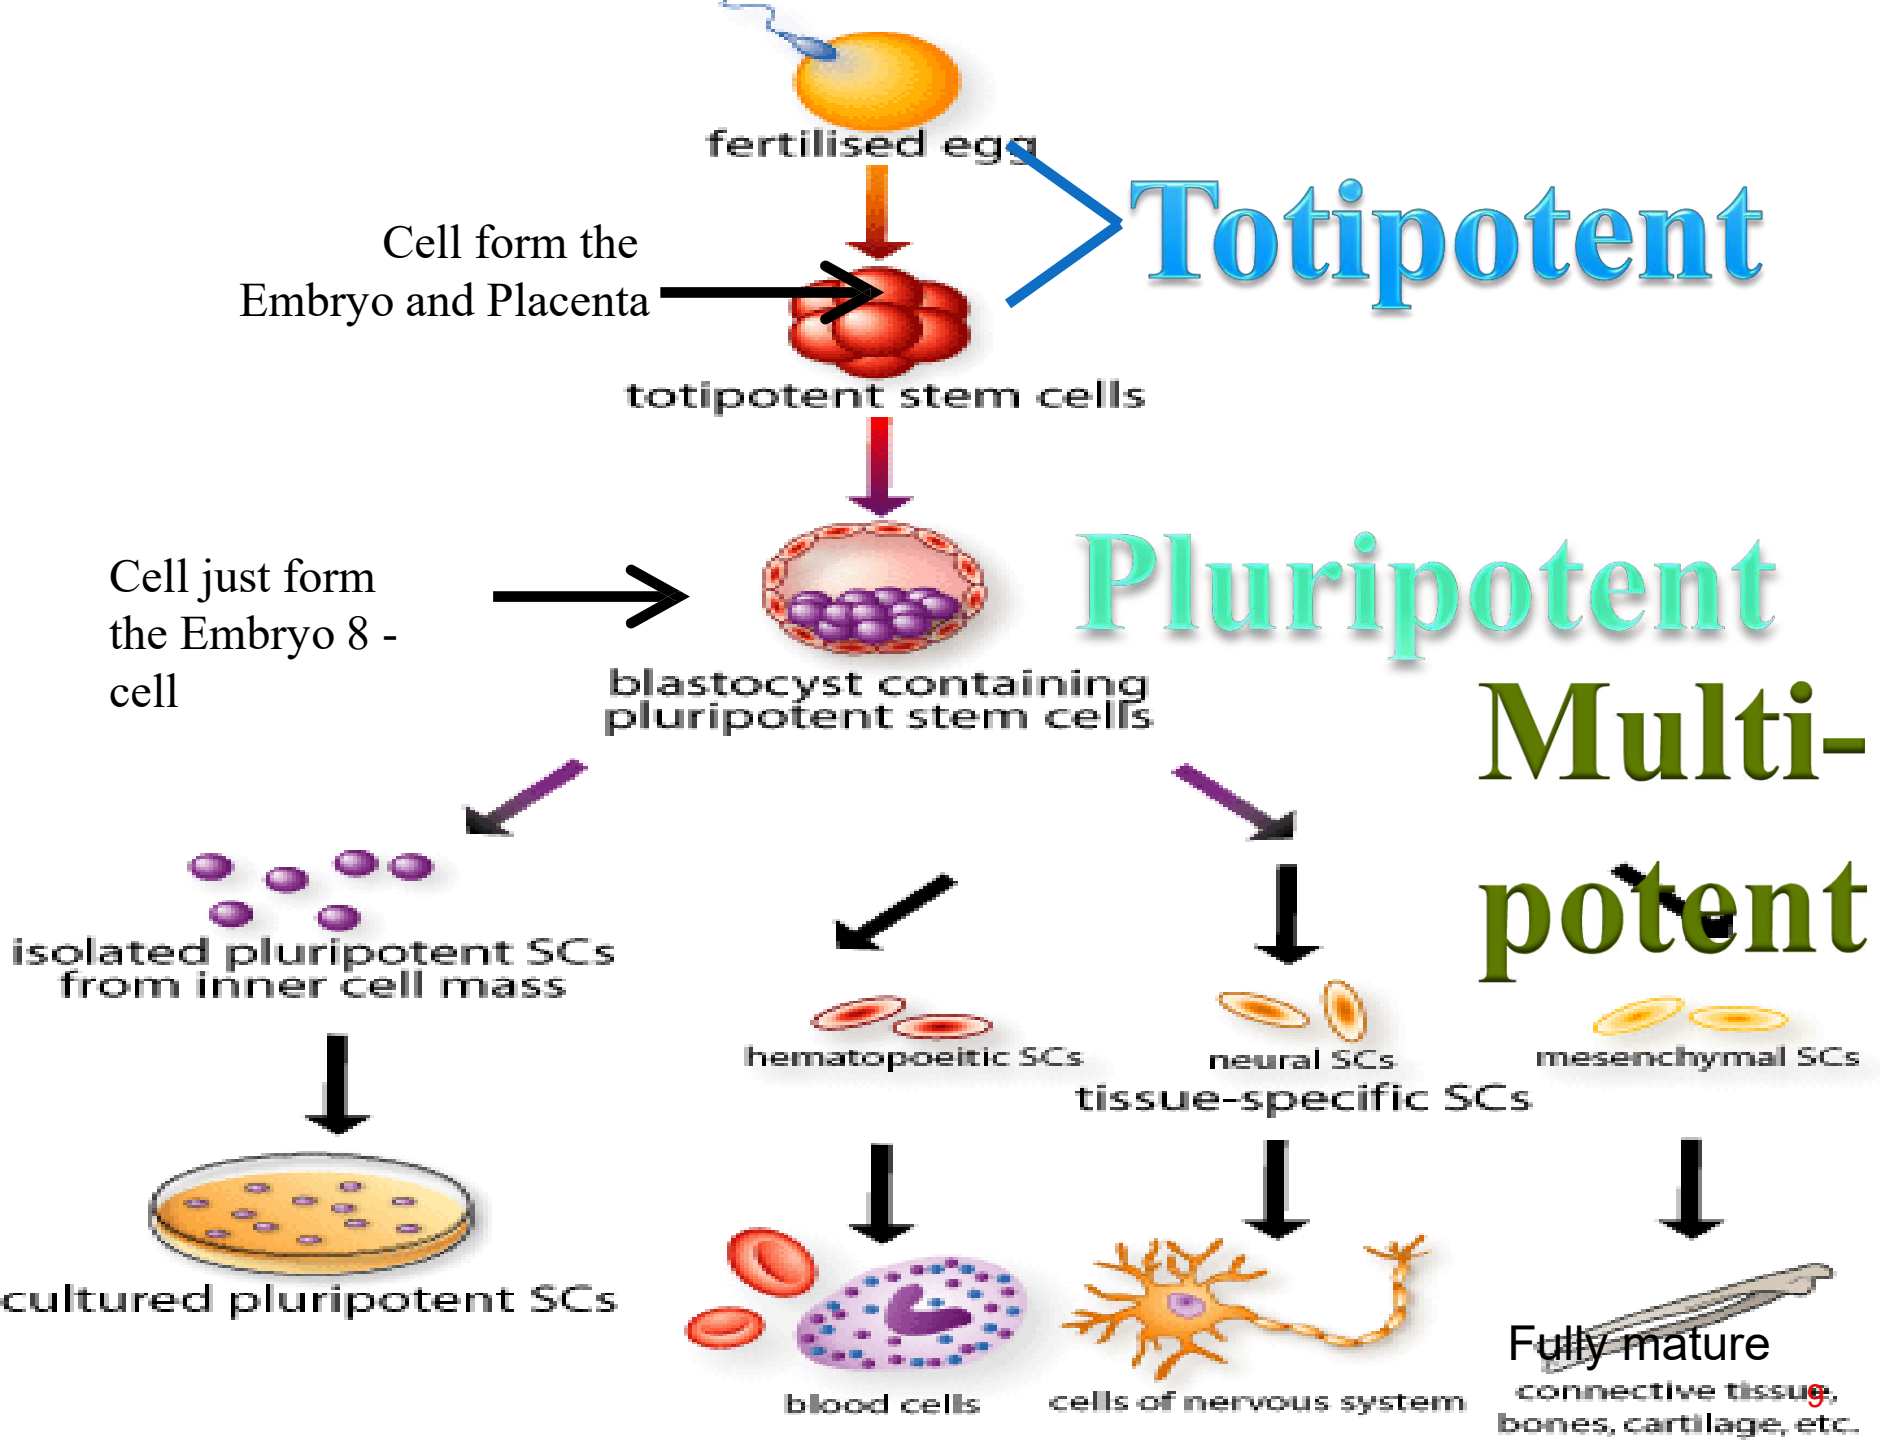 fertilised egg
Totipotent
Cell form the
Embryo and Placenta
totipotent stem cells
Cell just form
the Embryo 8 -
cell
Pluripotent
blastocyst containing
pluripotent stem cells
Multi-
potent
isolated pluripotent SCs
from inner cell mass
hematopoeitic SCs
neural SCs
mesenchymal SCs
tissue-specific SCs
cultured pluripotent SCs
blood cells
cells of nervous system
Fully mature
connective tissue,
bones, cartilage, etc.
9